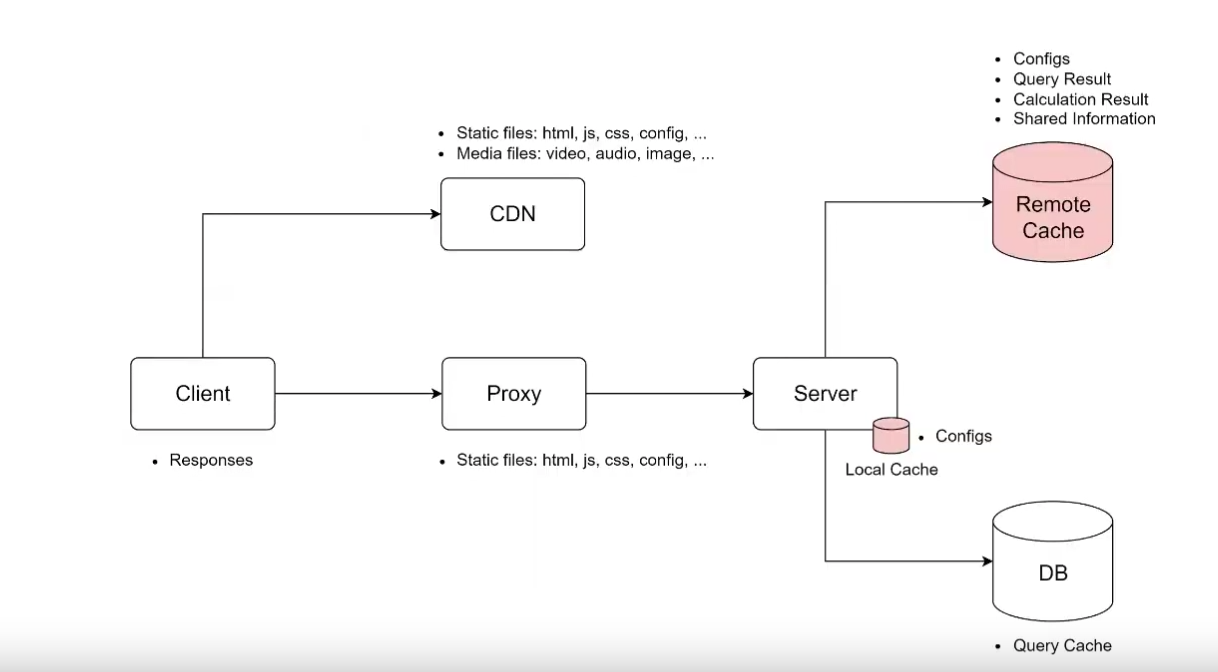 • Configs
• Query Result
• Calculation Result
• Shared Information
• Static files: html, js, css, config, ...
• Media files: video, audio, image, ...
CDN
Remote
Cache
Client
Proxy
Server
• Responses
• Static files: html, js, css, config, ...
• Configs
Local Cache
DB
• Query Cache